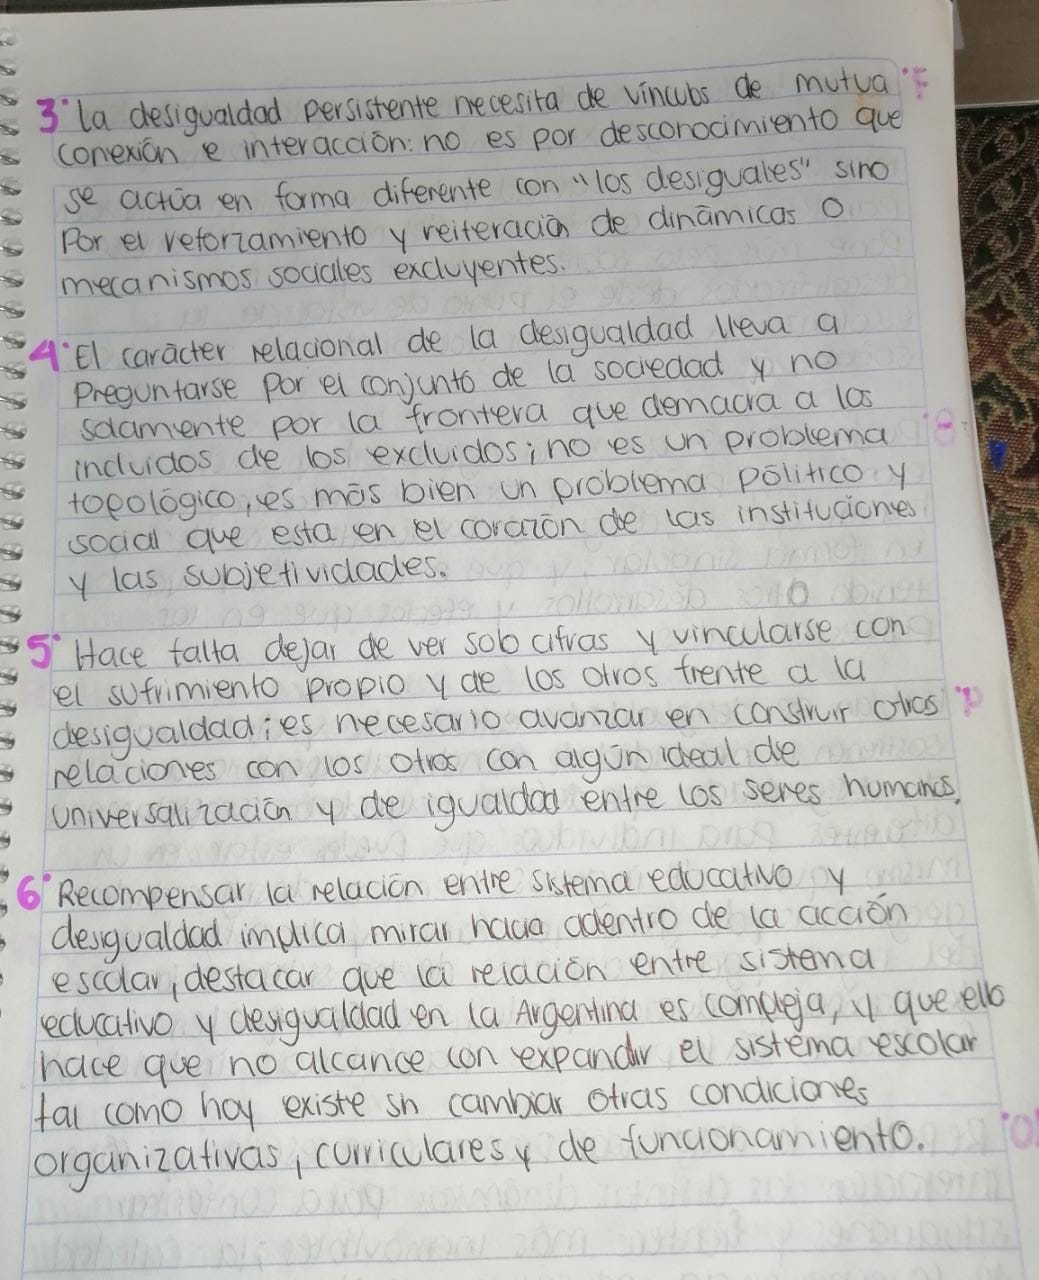 3. la desigualdad persistente necesita de vínculos de mutua
conexión e interacción: no es por desconocimiento que
se actúa en forma diferente con "los desiguales" sino
Por el reforzamiento y reiteración de dinámicas o
mecanismos sociales excluyentes.
4. El carácter relacional de la desigualdad lleva a
Preguntarse por el conjunto de la sociedad y no
solamente por la frontera que demacra a los
incluidos de los excluidos; no es un problema
topológico, es más bien un problema político y
social que esta en el corazón de las instituciones
y las subjetividades.
5. Hace falta dejar de ver solo cifras y vincularse con
el sufrimiento propio y de los otros frente a la
desigualdad; es necesario avanzar en construir otras
relaciones con los otros con algún ideal de
universalización y de igualdad entre los seres humanos.
6. Recompensar la relación entre sistema educativo y
desigualdad implica mirar hacia adentro de la acción
escolar, destacar que la relación entre sistema
educativo y desigualdad en la Argentina es compleja, y que ello
hace que no alcance con expandir el sistema escolar
tal como hoy existe sin cambiar otras condiciones
organizativas, curriculares y de funcionamiento.